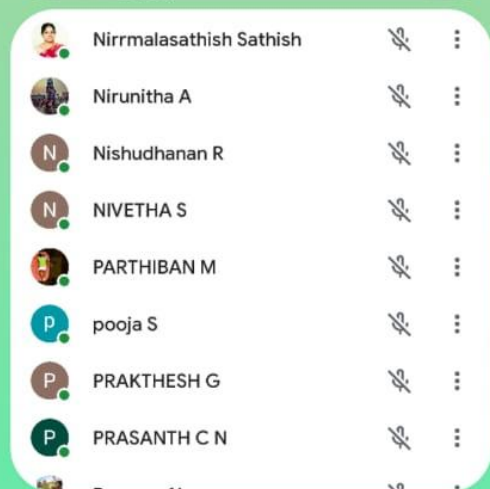 Nirrmalasathish Sathish
Nirunitha A
N Nishudhanan R
N NIVETHA S
PARTHIBAN M
p pooja S
P PRAKTHESH G
P PRASANTH C N